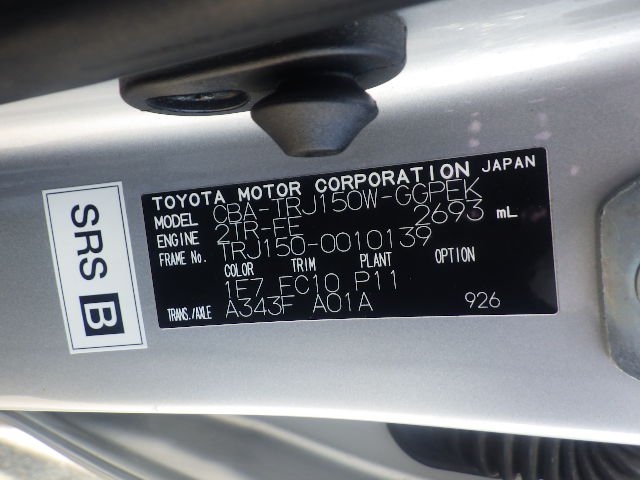 TOYOTA MOTOR CORPORATION JAPAN
MODEL CBA-TRJ150W-GGPEK
ENGINE 2TR-FE 2693 mL
FRAME No. TRJ150-0010139
COLOR TRIM PLANT OPTION
1E7 FC10 P11
TRANS./AXLE A343F A01A 926
SRS B